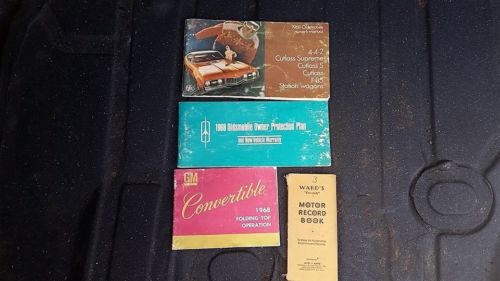 1968 Oldsmobile
owner's manual
4-4-2
Cutlass Supreme
Cutlass S
Cutlass
F-85
Station Wagons
1968 Oldsmobile Owner Protection Plan
and New Vehicle Warranty
GM
Convertible
1968
FOLDING TOP
OPERATION
3
WARD'S
MOTOR
RECORD
BOOK